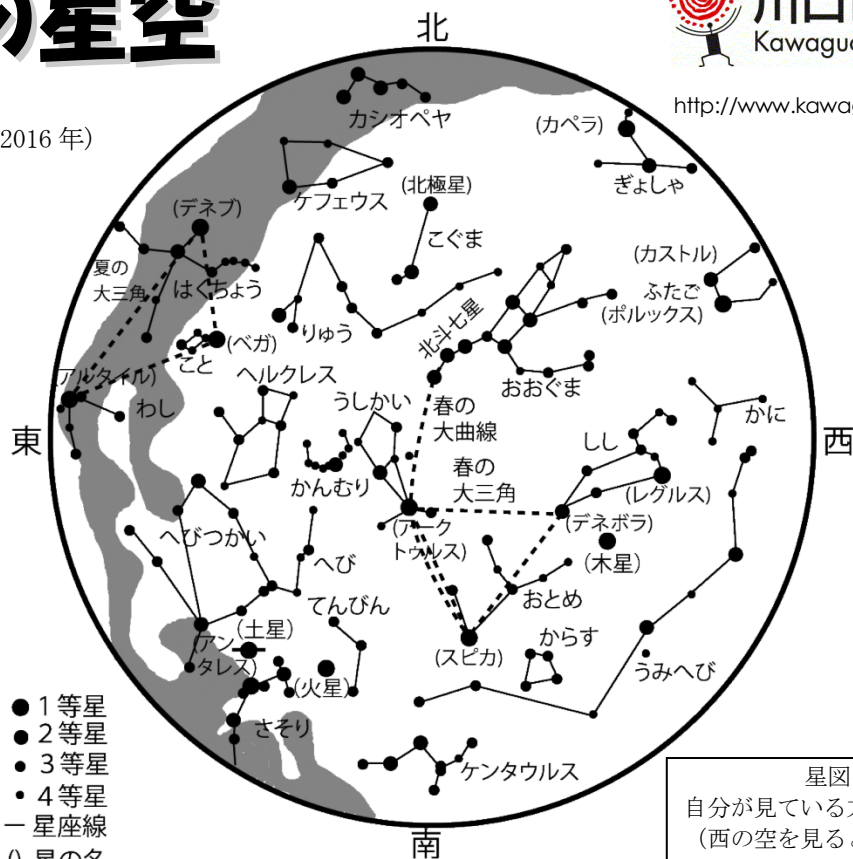 の星空
川口
Kawagu
http://www.kawag
2016 年)
北
カシオペヤ
(カペラ)
ぎょしゃ
ケフェウス
(北極星)
こぐま
(デネブ)
夏の
大三角
はくちょう
(カストル)
ふたご
(ポルックス)
りゅう
北斗七星
(ベガ)
こと
おおぐま
(アルタイル)
わし
ヘルクレス
うしかい
春の
大曲線
かに
東
西
しし
春の
大三角
かんむり
(レグルス)
(アーク
トゥルス)
(デネボラ)
(木星)
へびつかい
へび
てんびん
おとめ
(土星)
(アン
タレス)
(スピカ)
からす
うみへび
(火星)
さそり
ケンタウルス
南
1等星
2等星
3等星
4等星
星座線
() 星の名
星図
自分が見ている
(西の空を見る